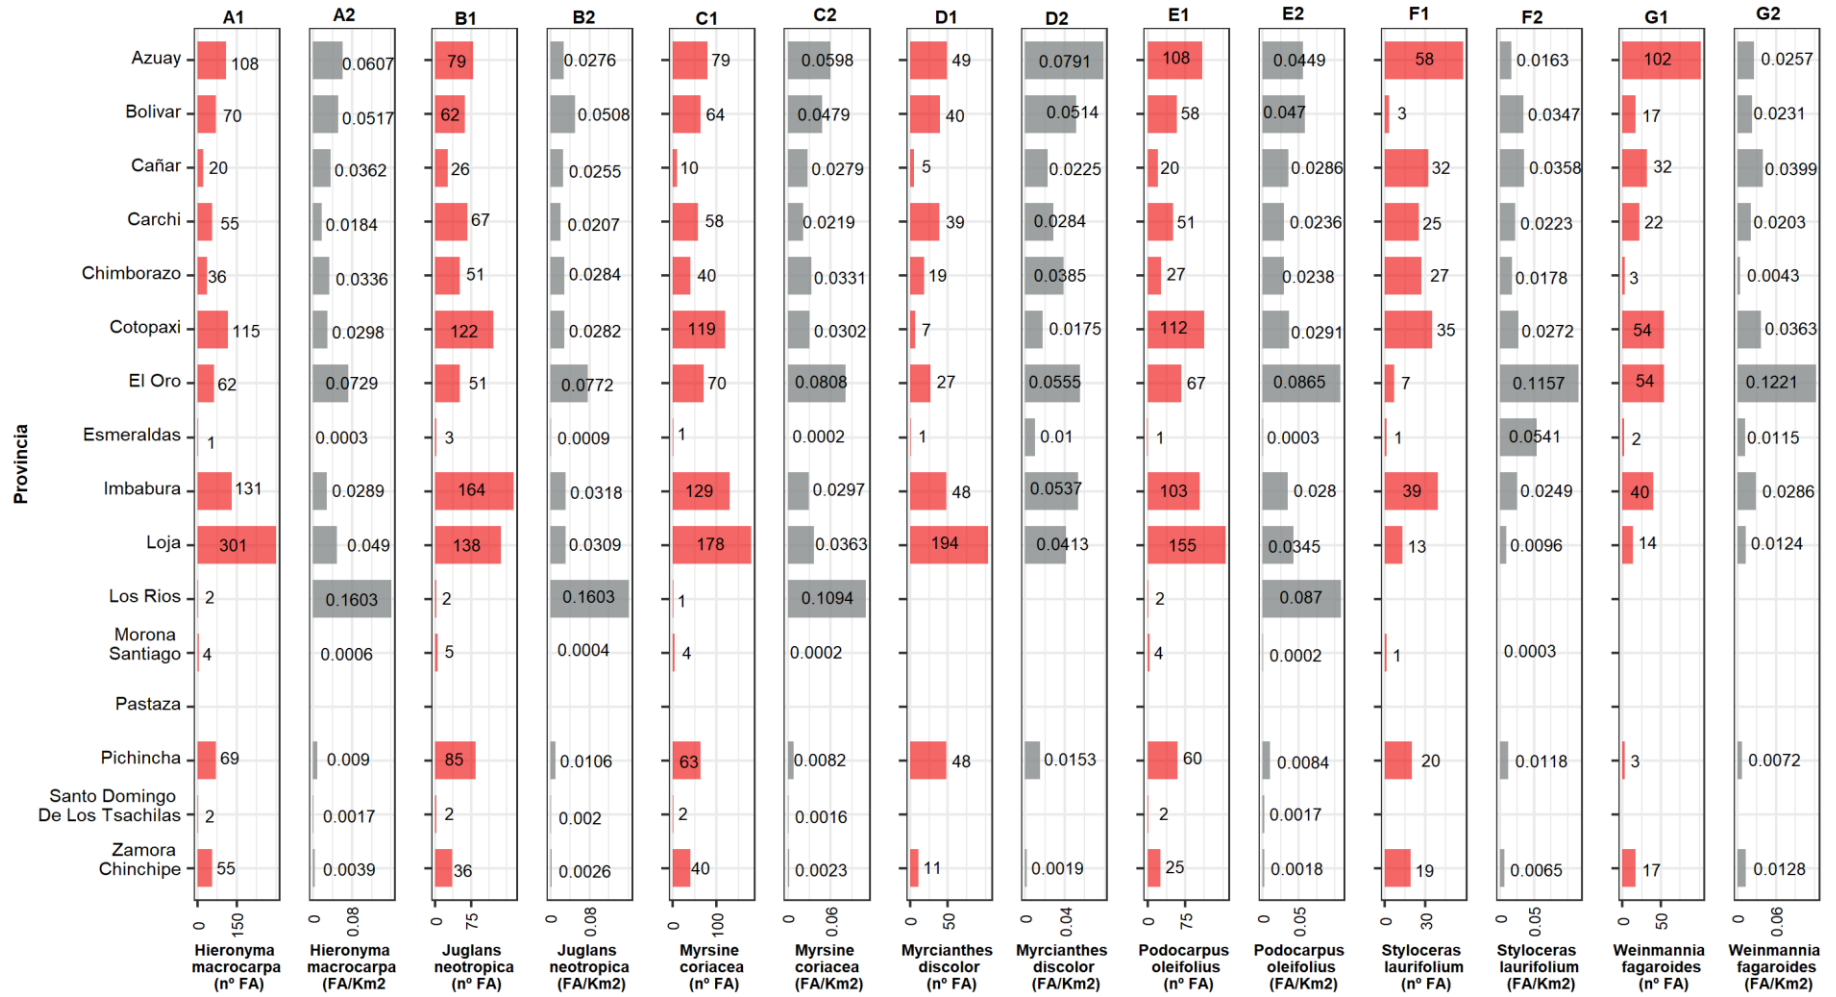 A1 A2 B1 B2 C1 C2 D1 D2 E1 E2 F1 F2 G1 G2
Provincia
Azuay 108 0.0607 79 0.0276 79 0.0598 49 0.0791 108 0.0449 58 0.0163 102 0.0257
Bolivar 70 0.0517 62 0.0508 64 0.0479 40 0.0514 58 0.047 3 0.0347 17 0.0231
Cañar 20 0.0362 26 0.0255 10 0.0279 5 0.0225 20 0.0286 32 0.0358 32 0.0399
Carchi 55 0.0184 67 0.0207 58 0.0219 39 0.0284 51 0.0236 25 0.0223 22 0.0203
Chimborazo 36 0.0336 51 0.0284 40 0.0331 19 0.0385 27 0.0238 27 0.0178 3 0.0043
Cotopaxi 115 0.0298 122 0.0282 119 0.0302 7 0.0175 112 0.0291 35 0.0272 54 0.0363
El Oro 62 0.0729 51 0.0772 70 0.0808 27 0.0555 67 0.0865 7 0.1157 54 0.1221
Esmeraldas 1 0.0003 3 0.0009 1 0.0002 1 0.01 1 0.0003 1 0.0541 2 0.0115
Imbabura 131 0.0289 164 0.0318 129 0.0297 48 0.0537 103 0.028 39 0.0249 40 0.0286
Loja 301 0.049 138 0.0309 178 0.0363 194 0.0413 155 0.0345 13 0.0096 14 0.0124
Los Rios 2 0.1603 2 0.1603 1 0.1094 2 0.087
Morona
Santiago 4 0.0006 5 0.0004 4 0.0002 4 0.0002 1 0.0003
Pastaza
Pichincha 69 0.009 85 0.0106 63 0.0082 48 0.0153 60 0.0084 20 0.0118 3 0.0072
Santo Domingo
De Los Tsachilas 2 0.0017 2 0.002 2 0.0016 2 0.0017
Zamora
Chinchipe 55 0.0039 36 0.0026 40 0.0023 11 0.0019 25 0.0018 19 0.0065 17 0.0128
0 150 0 0.08 0 75 0 0.08 0 100 0 0.06 0 50 0 0.04 0 75 0 0.05 0 30 0 0.05 0 50 0 0.06
Hieronyma Hieronyma Juglans Juglans Myrsine Myrsine Myrcianthes Myrcianthes Podocarpus Podocarpus Styloceras Styloceras Weinmannia Weinmannia
macrocarpa macrocarpa neotropica neotropica coriacea coriacea discolor discolor oleifolius oleifolius laurifolium laurifolium fagaroides fagaroides
(nº FA) (FA/Km2 (nº FA) (FA/Km2) (nº FA) (FA/Km2) (nº FA) (FA/Km2) (nº FA) (FA/Km2) (nº FA) (FA/Km2) (nº FA) (FA/Km2)